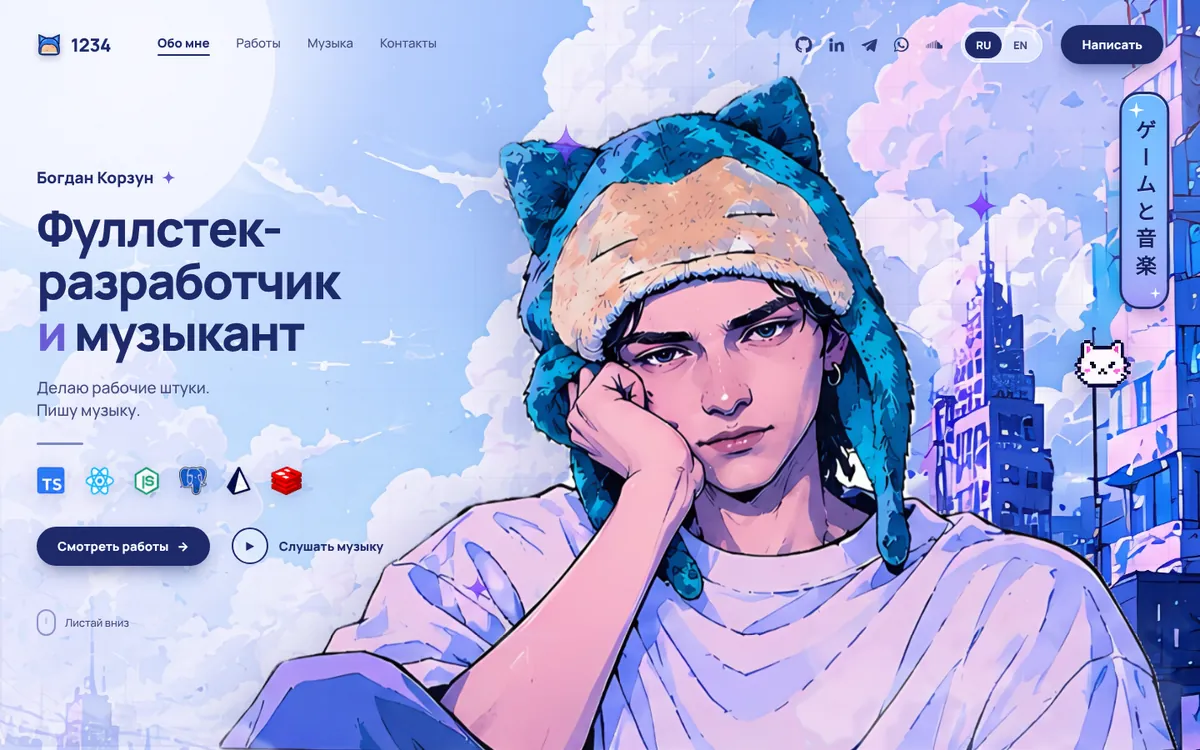 1234
Обо мне
Работы
Музыка
Контакты
RU
EN
Написать
ゲームと音楽
Богдан Корзун
Фуллстек-
разработчик
и музыкант
Делаю рабочие штуки.
Пишу музыку.
TS
JS
Смотреть работы →
Слушать музыку
Листай вниз